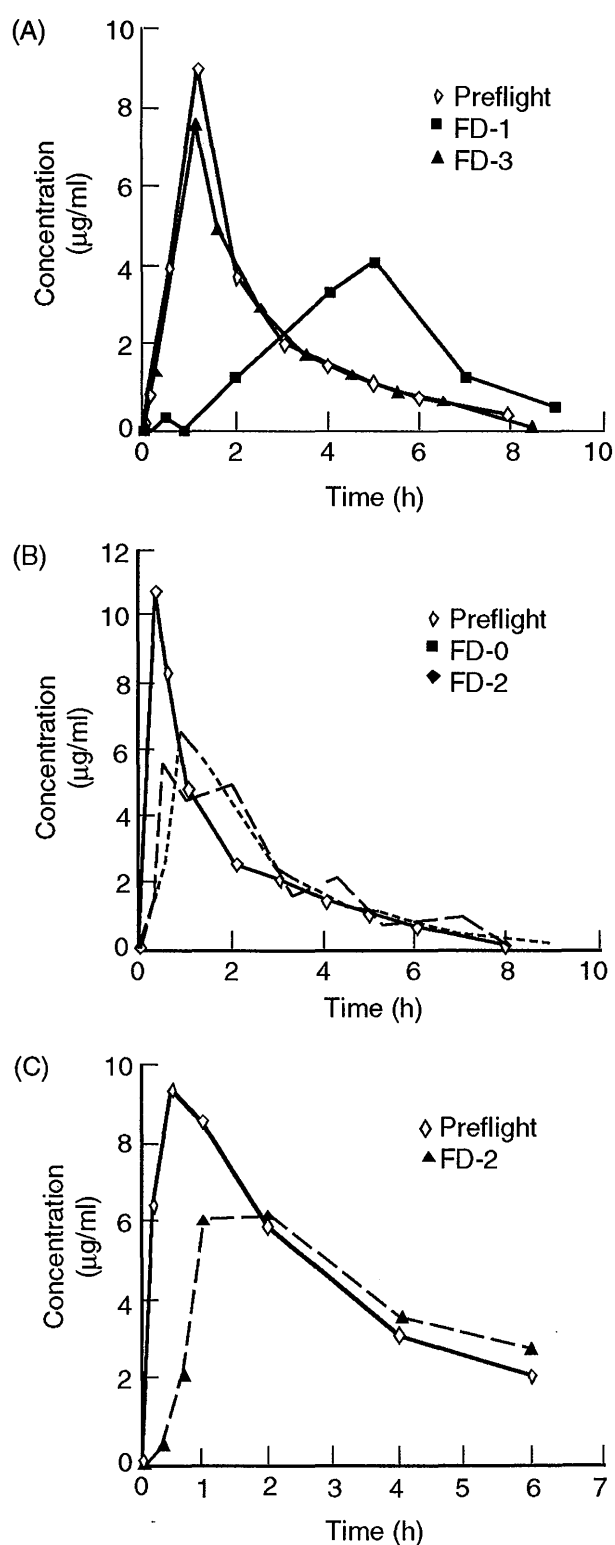 (A)
10
8
6
4
2
0
Concentration
(µg/ml)
Preflight
FD-1
FD-3
0 2 4 6 8 10
Time (h)
(B)
12
10
8
6
4
2
0
Concentration
(µg/ml)
Preflight
FD-0
FD-2
0 2 4 6 8 10
Time (h)
(C)
10
8
6
4
2
0
Concentration
(µg/ml)
Preflight
FD-2
0 1 2 3 4 5 6 7
Time (h)